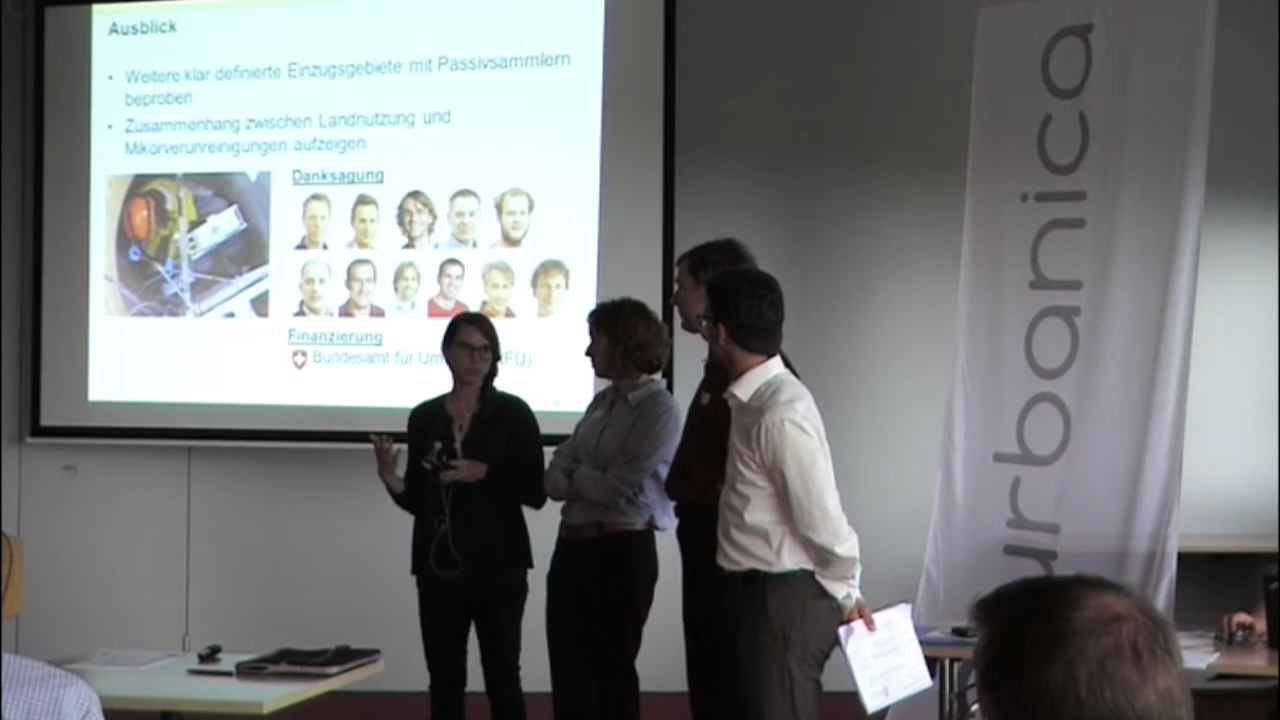 Ausblick
• Weitere klar definierte Einzugsgebiete mit Passivsammlern
beproben
• Zusammenhang zwischen Landnutzung und
Mikorverunreinigungen aufzeigen
Danksagung
Finanzierung
Bundesamt für Um FU)
urbanica